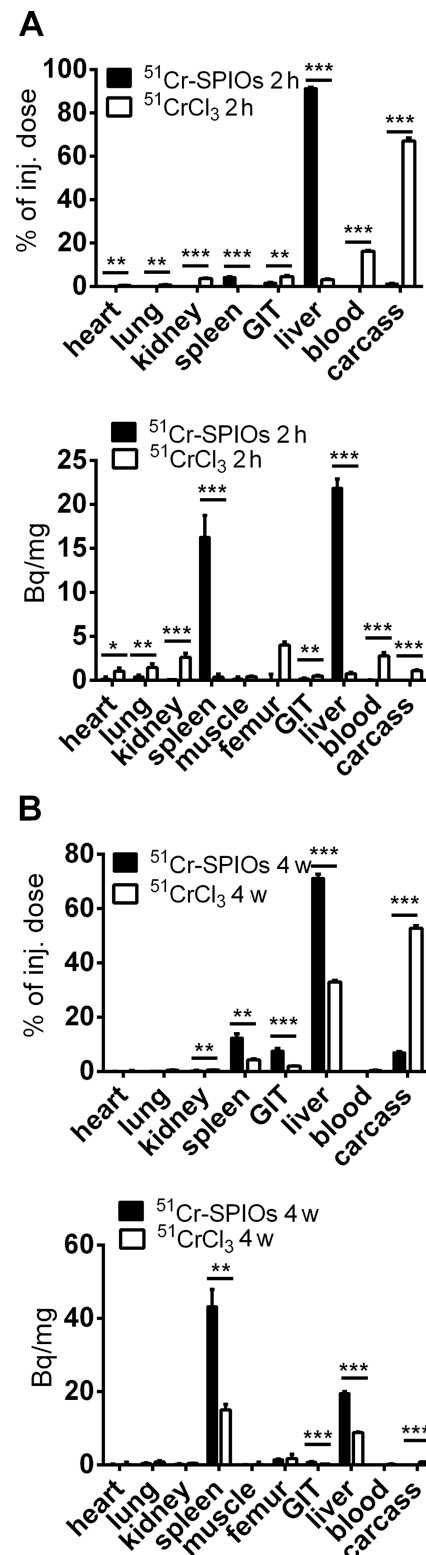 A
% of inj. dose
100
80
60
40
20
0
⁵¹Cr-SPIOs 2h
⁵¹CrCl₃ 2h
** ** *** *** ** *** *** ***
heart lung kidney spleen GIT liver blood carcass
Bq/mg
25
20
15
10
5
0
⁵¹Cr-SPIOs 2h
⁵¹CrCl₃ 2h
* ** *** *** ** *** *** ***
heart lung kidney spleen muscle femur GIT liver blood carcass
B
% of inj. dose
80
60
40
20
0
⁵¹Cr-SPIOs 4 w
⁵¹CrCl₃ 4 w
** ** *** *** ***
heart lung kidney spleen GIT liver blood carcass
Bq/mg
60
40
20
0
⁵¹Cr-SPIOs 4 w
⁵¹CrCl₃ 4 w
** *** *** ***
heart lung kidney spleen muscle femur GIT liver blood carcass